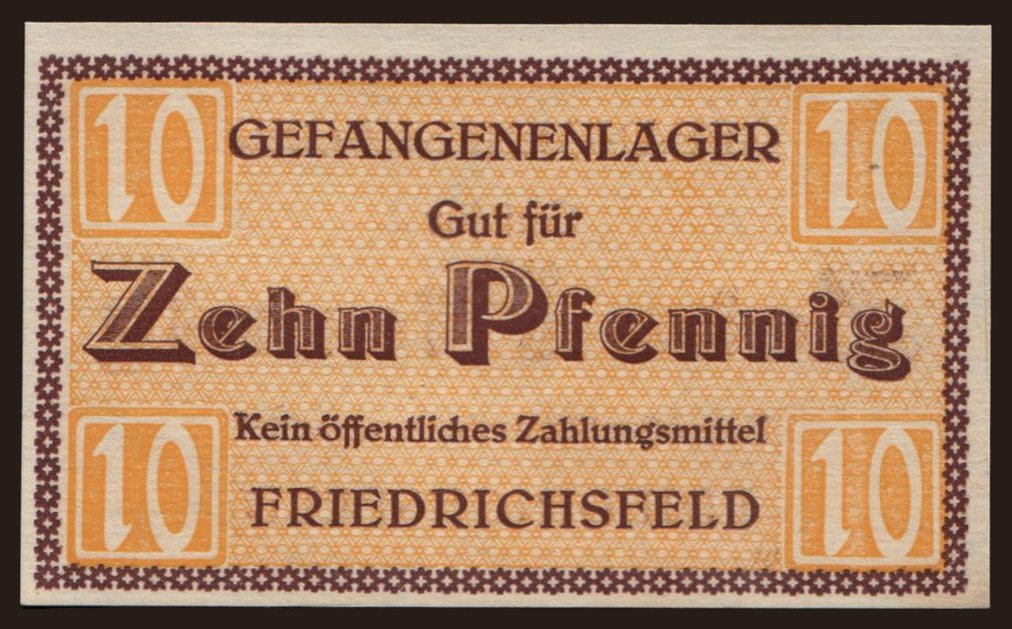 10 10
GEFANGENENLAGER
Gut für
Zehn Pfennig
Kein öffentliches Zahlungsmittel
FRIEDRICHSFELD
10 10